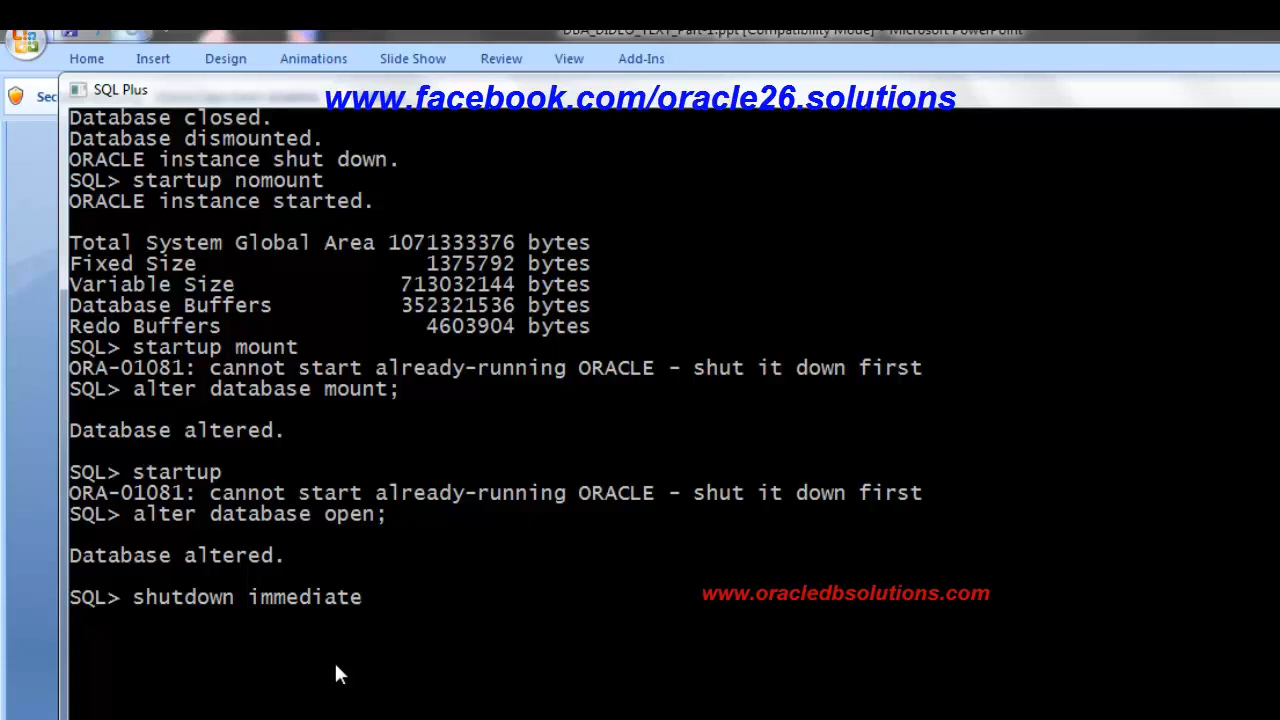 DBA_DIDEO_TEXT_Part-1.ppt [Compatibility Mode] - Microsoft PowerPoint
Home Insert Design Animations Slide Show Review View Add-Ins
Sec
SQL Plus
www.facebook.com/oracle26.solutions
Database closed.
Database dismounted.
ORACLE instance shut down.
SQL> startup nomount
ORACLE instance started.
Total System Global Area 1071333376 bytes
Fixed Size 1375792 bytes
Variable Size 713032144 bytes
Database Buffers 352321536 bytes
Redo Buffers 4603904 bytes
SQL> startup mount
ORA-01081: cannot start already-running ORACLE - shut it down first
SQL> alter database mount;
Database altered.
SQL> startup
ORA-01081: cannot start already-running ORACLE - shut it down first
SQL> alter database open;
Database altered.
SQL> shutdown immediate
www.oracledbsolutions.com